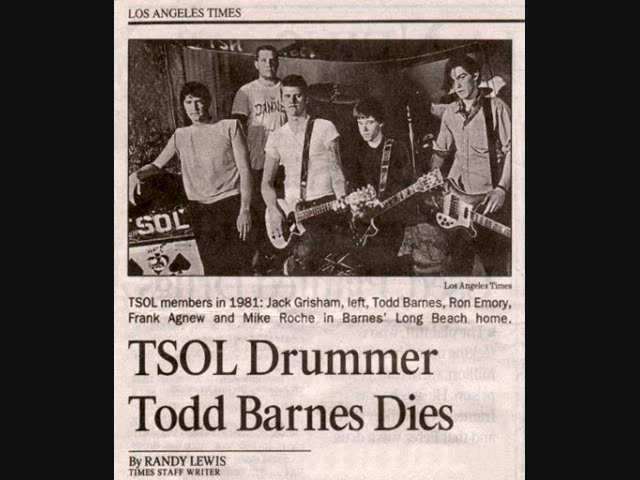 LOS ANGELES TIMES
DAMNED
TSOL
Los Angeles Times
TSOL members in 1981: Jack Grisham, left, Todd Barnes, Ron Emory,
Frank Agnew and Mike Roche in Barnes' Long Beach home.
TSOL Drummer
Todd Barnes Dies
By RANDY LEWIS
TIMES STAFF WRITER